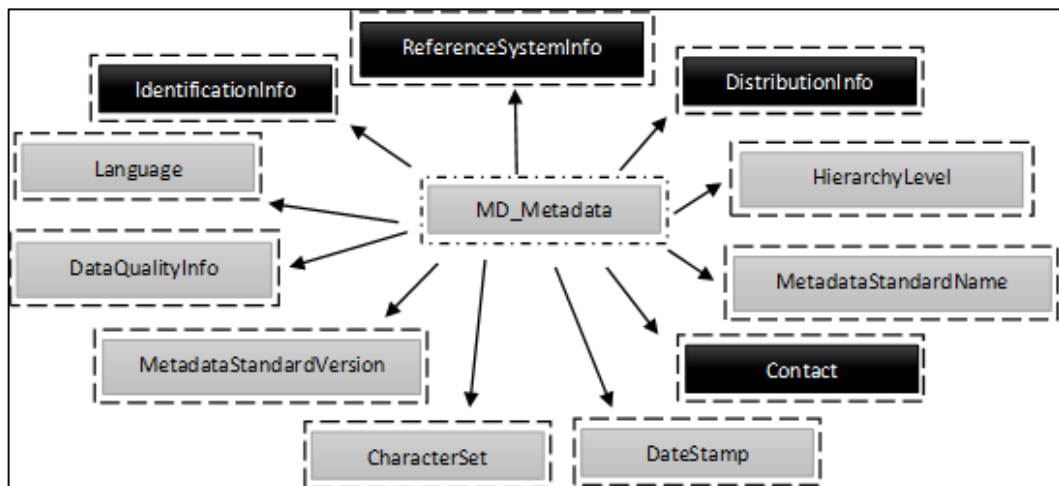 ReferenceSystemInfo
IdentificationInfo
DistributionInfo
Language
HierarchyLevel
MD_Metadata
DataQualityInfo
MetadataStandardName
MetadataStandardVersion
Contact
CharacterSet
DateStamp